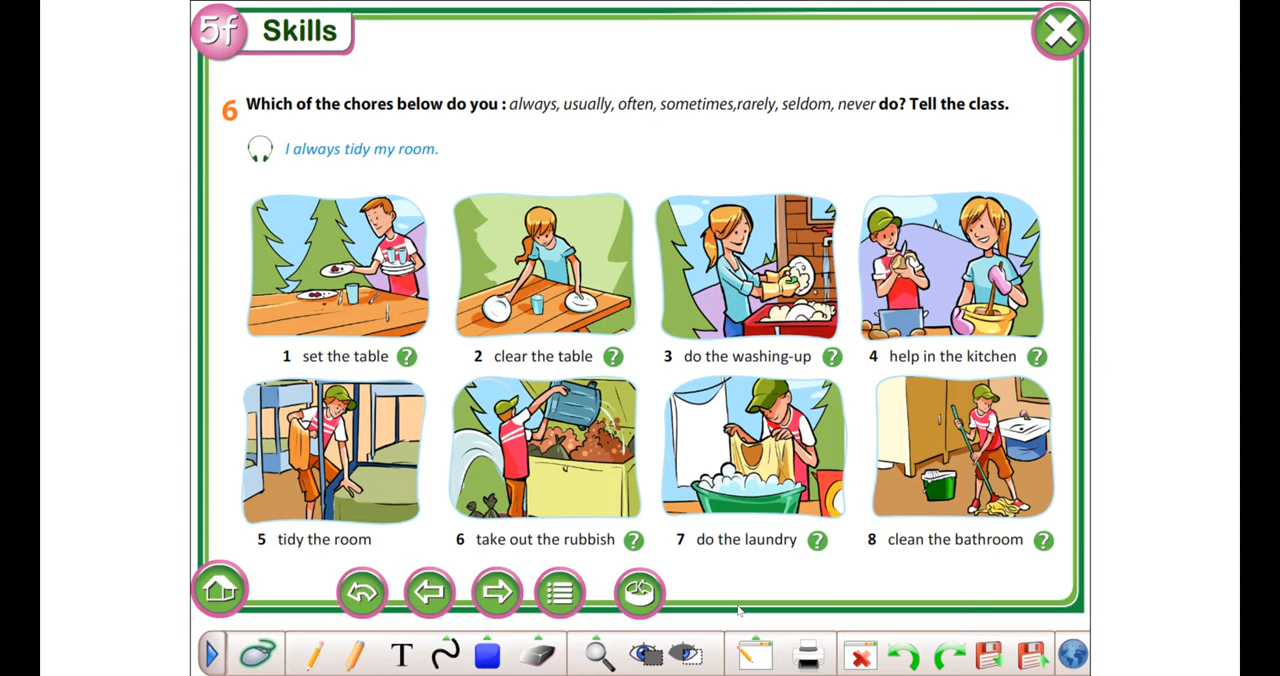 5f Skills
6 Which of the chores below do you : always, usually, often, sometimes,rarely, seldom, never do? Tell the class.
I always tidy my room.
1 set the table ?
2 clear the table ?
3 do the washing-up ?
4 help in the kitchen ?
5 tidy the room
6 take out the rubbish ?
7 do the laundry ?
8 clean the bathroom ?
T